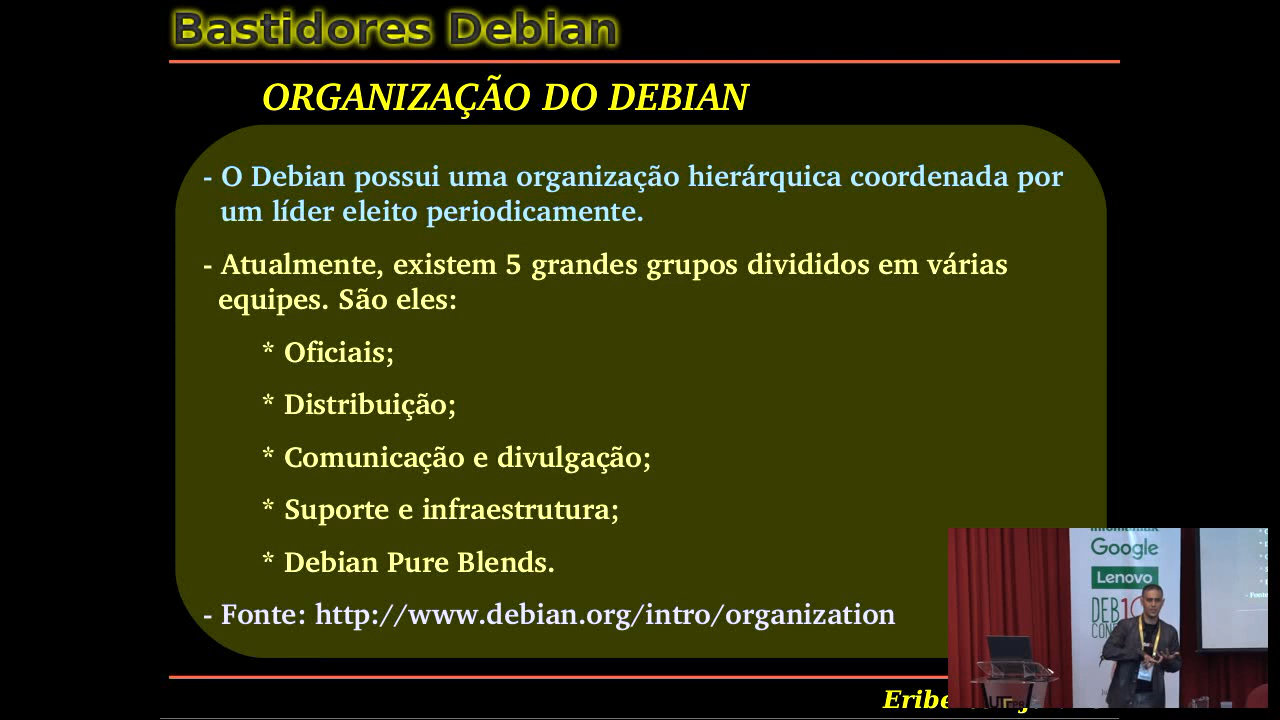 Bastidores Debian
ORGANIZAÇÃO DO DEBIAN
- O Debian possui uma organização hierárquica coordenada por
um líder eleito periodicamente.
- Atualmente, existem 5 grandes grupos divididos em várias
equipes. São eles:
* Oficiais;
* Distribuição;
* Comunicação e divulgação;
* Suporte e infraestrutura;
* Debian Pure Blends.
- Fonte: http://www.debian.org/intro/organization
Google
Lenovo
DEB
CON